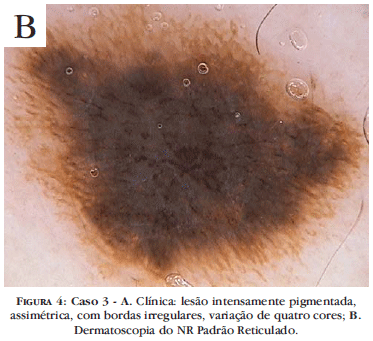 B
FIGURA 4: CASO 3 - A. Clínica: lesão intensamente pigmentada,
assimétrica, com bordas irregulares, variação de quatro cores; B.
Dermatoscopia do NR Padrão Reticulado.